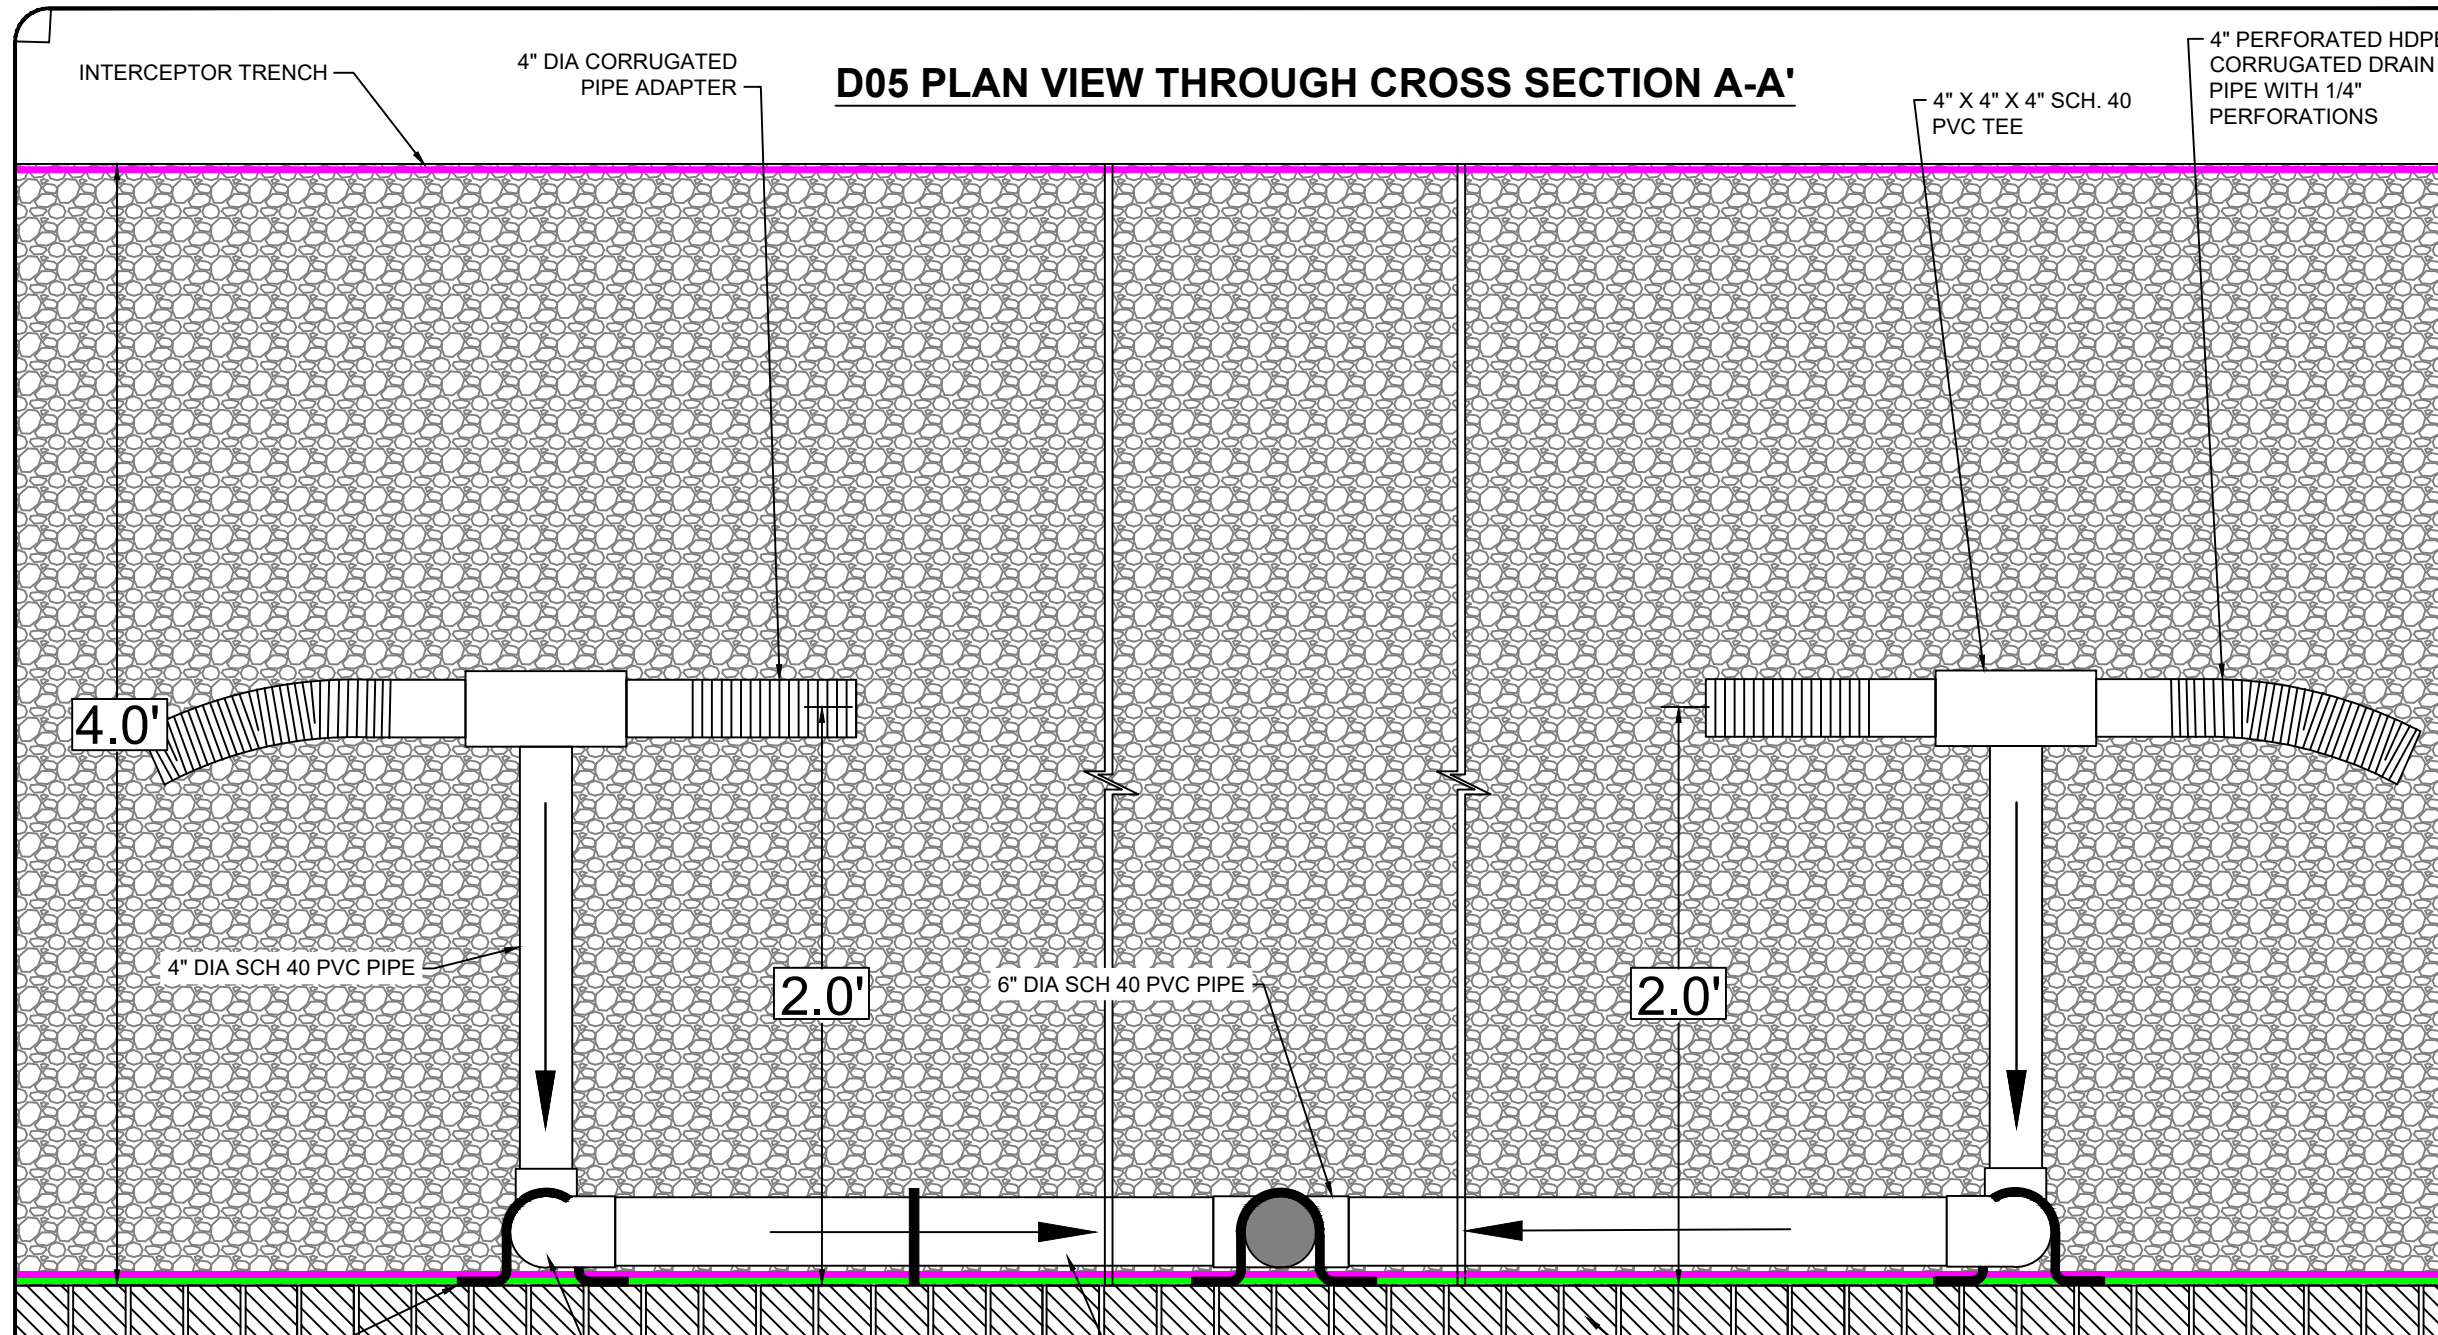 INTERCEPTOR TRENCH
4" DIA CORRUGATED
PIPE ADAPTER
D05 PLAN VIEW THROUGH CROSS SECTION A-A'
4" X 4" X 4" SCH. 40
PVC TEE
4" PERFORATED HDPE
CORRUGATED DRAIN
PIPE WITH 1/4"
PERFORATIONS
4.0'
4" DIA SCH 40 PVC PIPE
2.0'
6" DIA SCH 40 PVC PIPE
2.0'